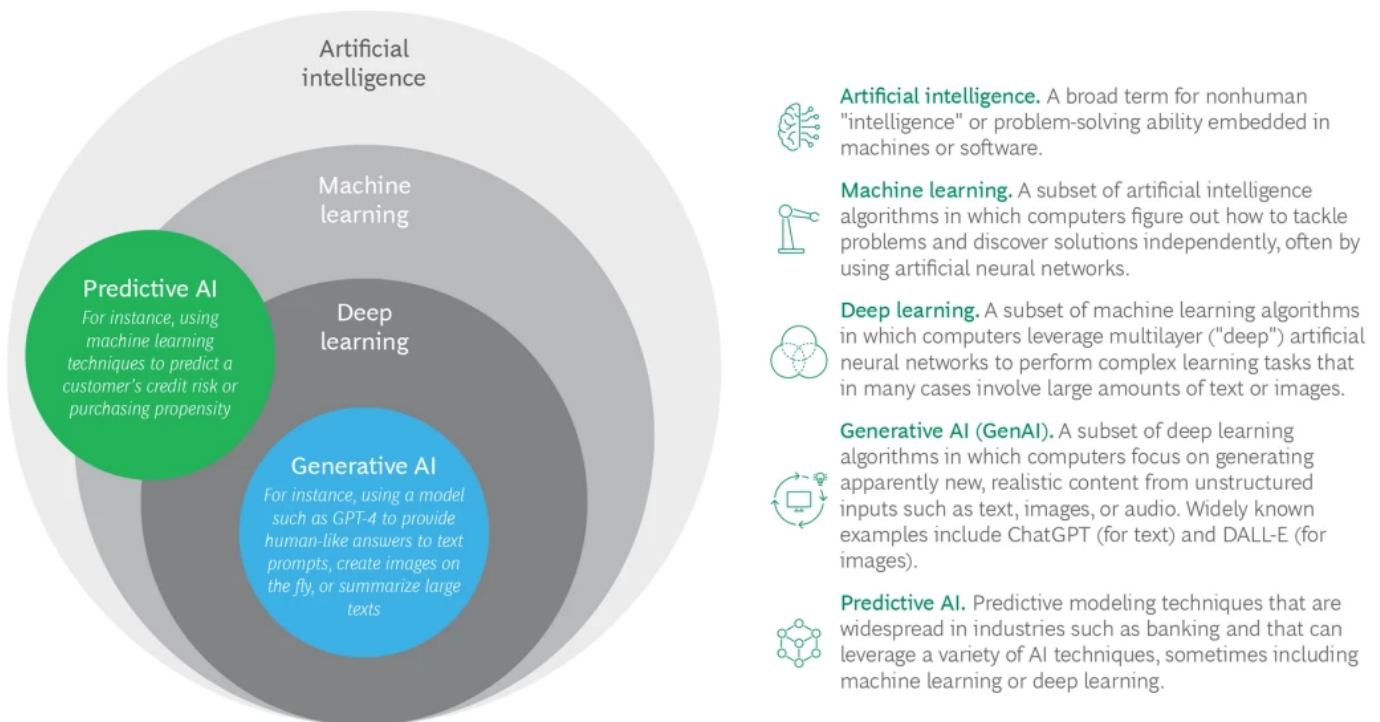 Artificial
intelligence
Machine
learning
Predictive AI
For instance, using
machine learning
techniques to predict a
customer's credit risk or
purchasing propensity
Deep
learning
Generative AI
For instance, using a model
such as GPT-4 to provide
human-like answers to text
prompts, create images on
the fly, or summarize large
texts
Artificial intelligence. A broad term for nonhuman
"intelligence" or problem-solving ability embedded in
machines or software.
Machine learning. A subset of artificial intelligence
algorithms in which computers figure out how to tackle
problems and discover solutions independently, often by
using artificial neural networks.
Deep learning. A subset of machine learning algorithms
in which computers leverage multilayer ("deep") artificial
neural networks to perform complex learning tasks that
in many cases involve large amounts of text or images.
Generative AI (GenAI). A subset of deep learning
algorithms in which computers focus on generating
apparently new, realistic content from unstructured
inputs such as text, images, or audio. Widely known
examples include ChatGPT (for text) and DALL-E (for
images).
Predictive AI. Predictive modeling techniques that are
widespread in industries such as banking and that can
leverage a variety of AI techniques, sometimes including
machine learning or deep learning.